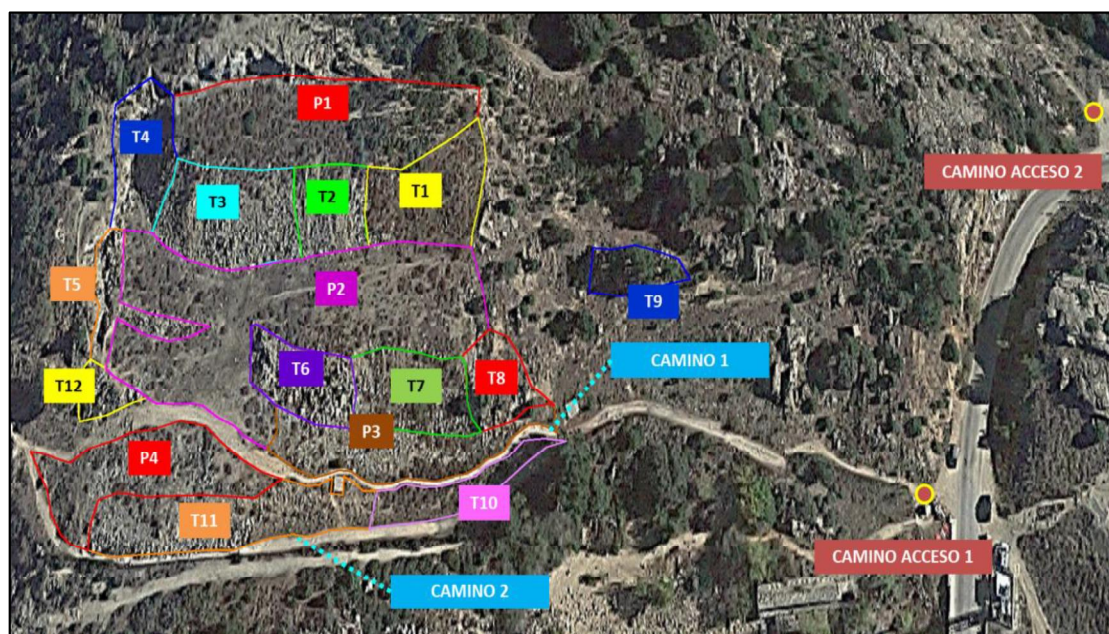 P1
T4
CAMINO ACCESO 2
T2
T1
T3
T5
P2
T9
CAMINO 1
T6
T8
T12
T7
P3
P4
T10
T11
CAMINO ACCESO 1
CAMINO 2